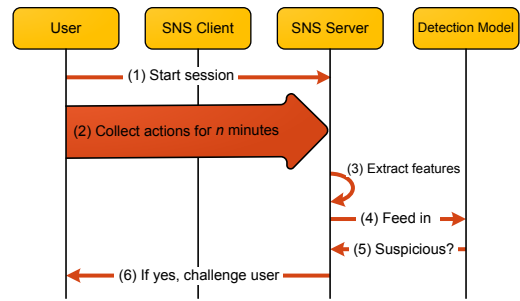 User
SNS Client
SNS Server
Detection Model
(1) Start session
(2) Collect actions for n minutes
(3) Extract features
(4) Feed in
(5) Suspicious?
(6) If yes, challenge user